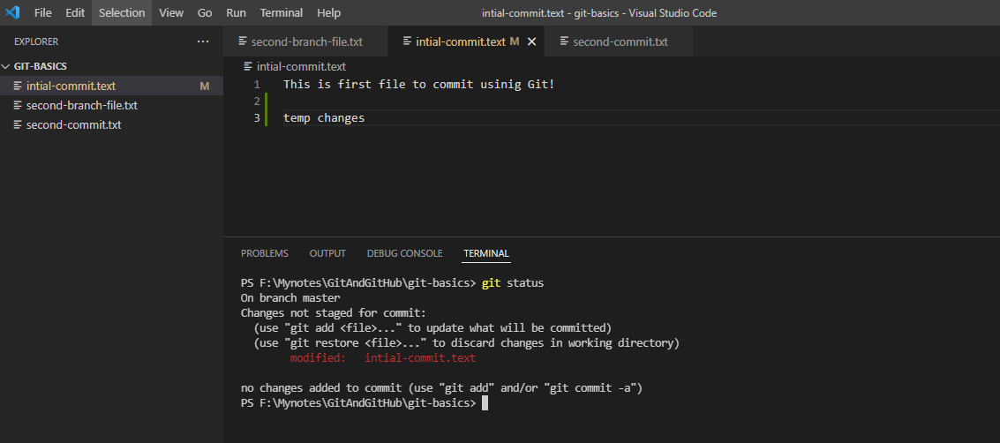 File Edit Selection View Go Run Terminal Help intial-commit.text - git-basics - Visual Studio Code
EXPLORER ...
second-branch-file.txt intial-commit.text M second-commit.txt
GIT-BASICS
intial-commit.text M
second-branch-file.txt
second-commit.txt
intial-commit.text
1 This is first file to commit usinig Git!
2
3 temp changes
PROBLEMS OUTPUT DEBUG CONSOLE TERMINAL
PS F:\Mynotes\GitAndGitHub\git-basics> git status
On branch master
Changes not staged for commit:
(use "git add <file>..." to update what will be committed)
(use "git restore <file>..." to discard changes in working directory)
modified: intial-commit.text
no changes added to commit (use "git add" and/or "git commit -a")
PS F:\Mynotes\GitAndGitHub\git-basics>